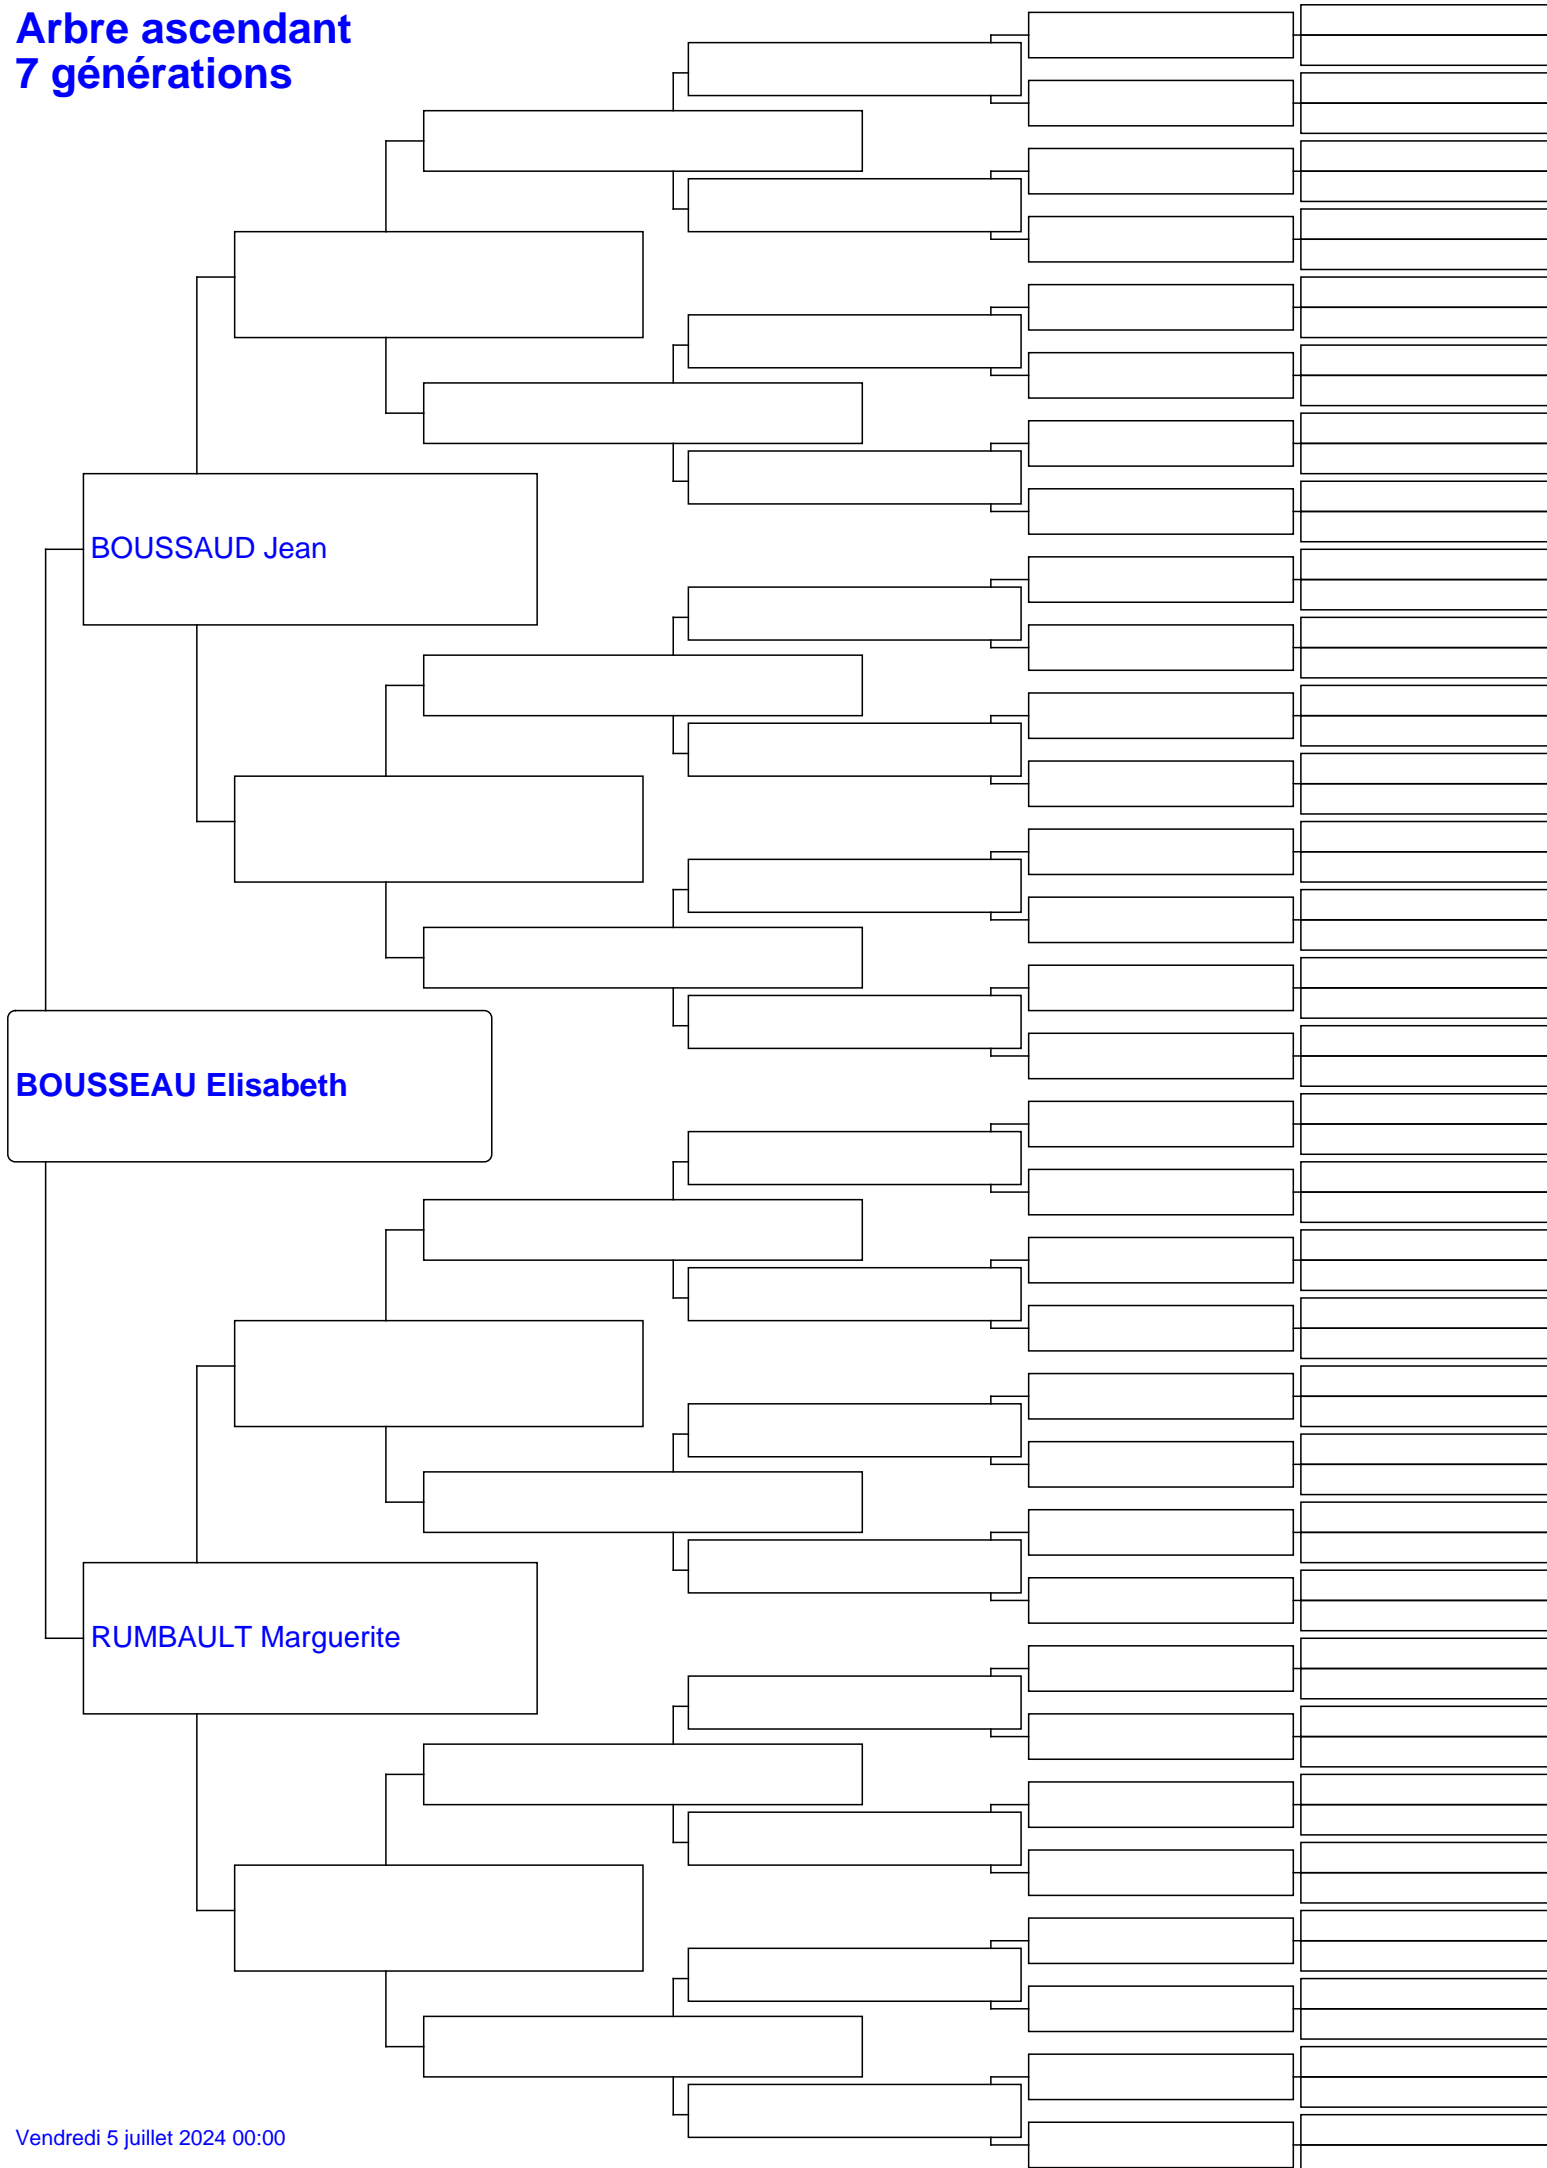 Arbre ascendant
7 générations
BOUSSAUD Jean
BOUSSEAU Elisabeth
RUMBAULT Marguerite
Vendredi 5 juillet 2024 00:00